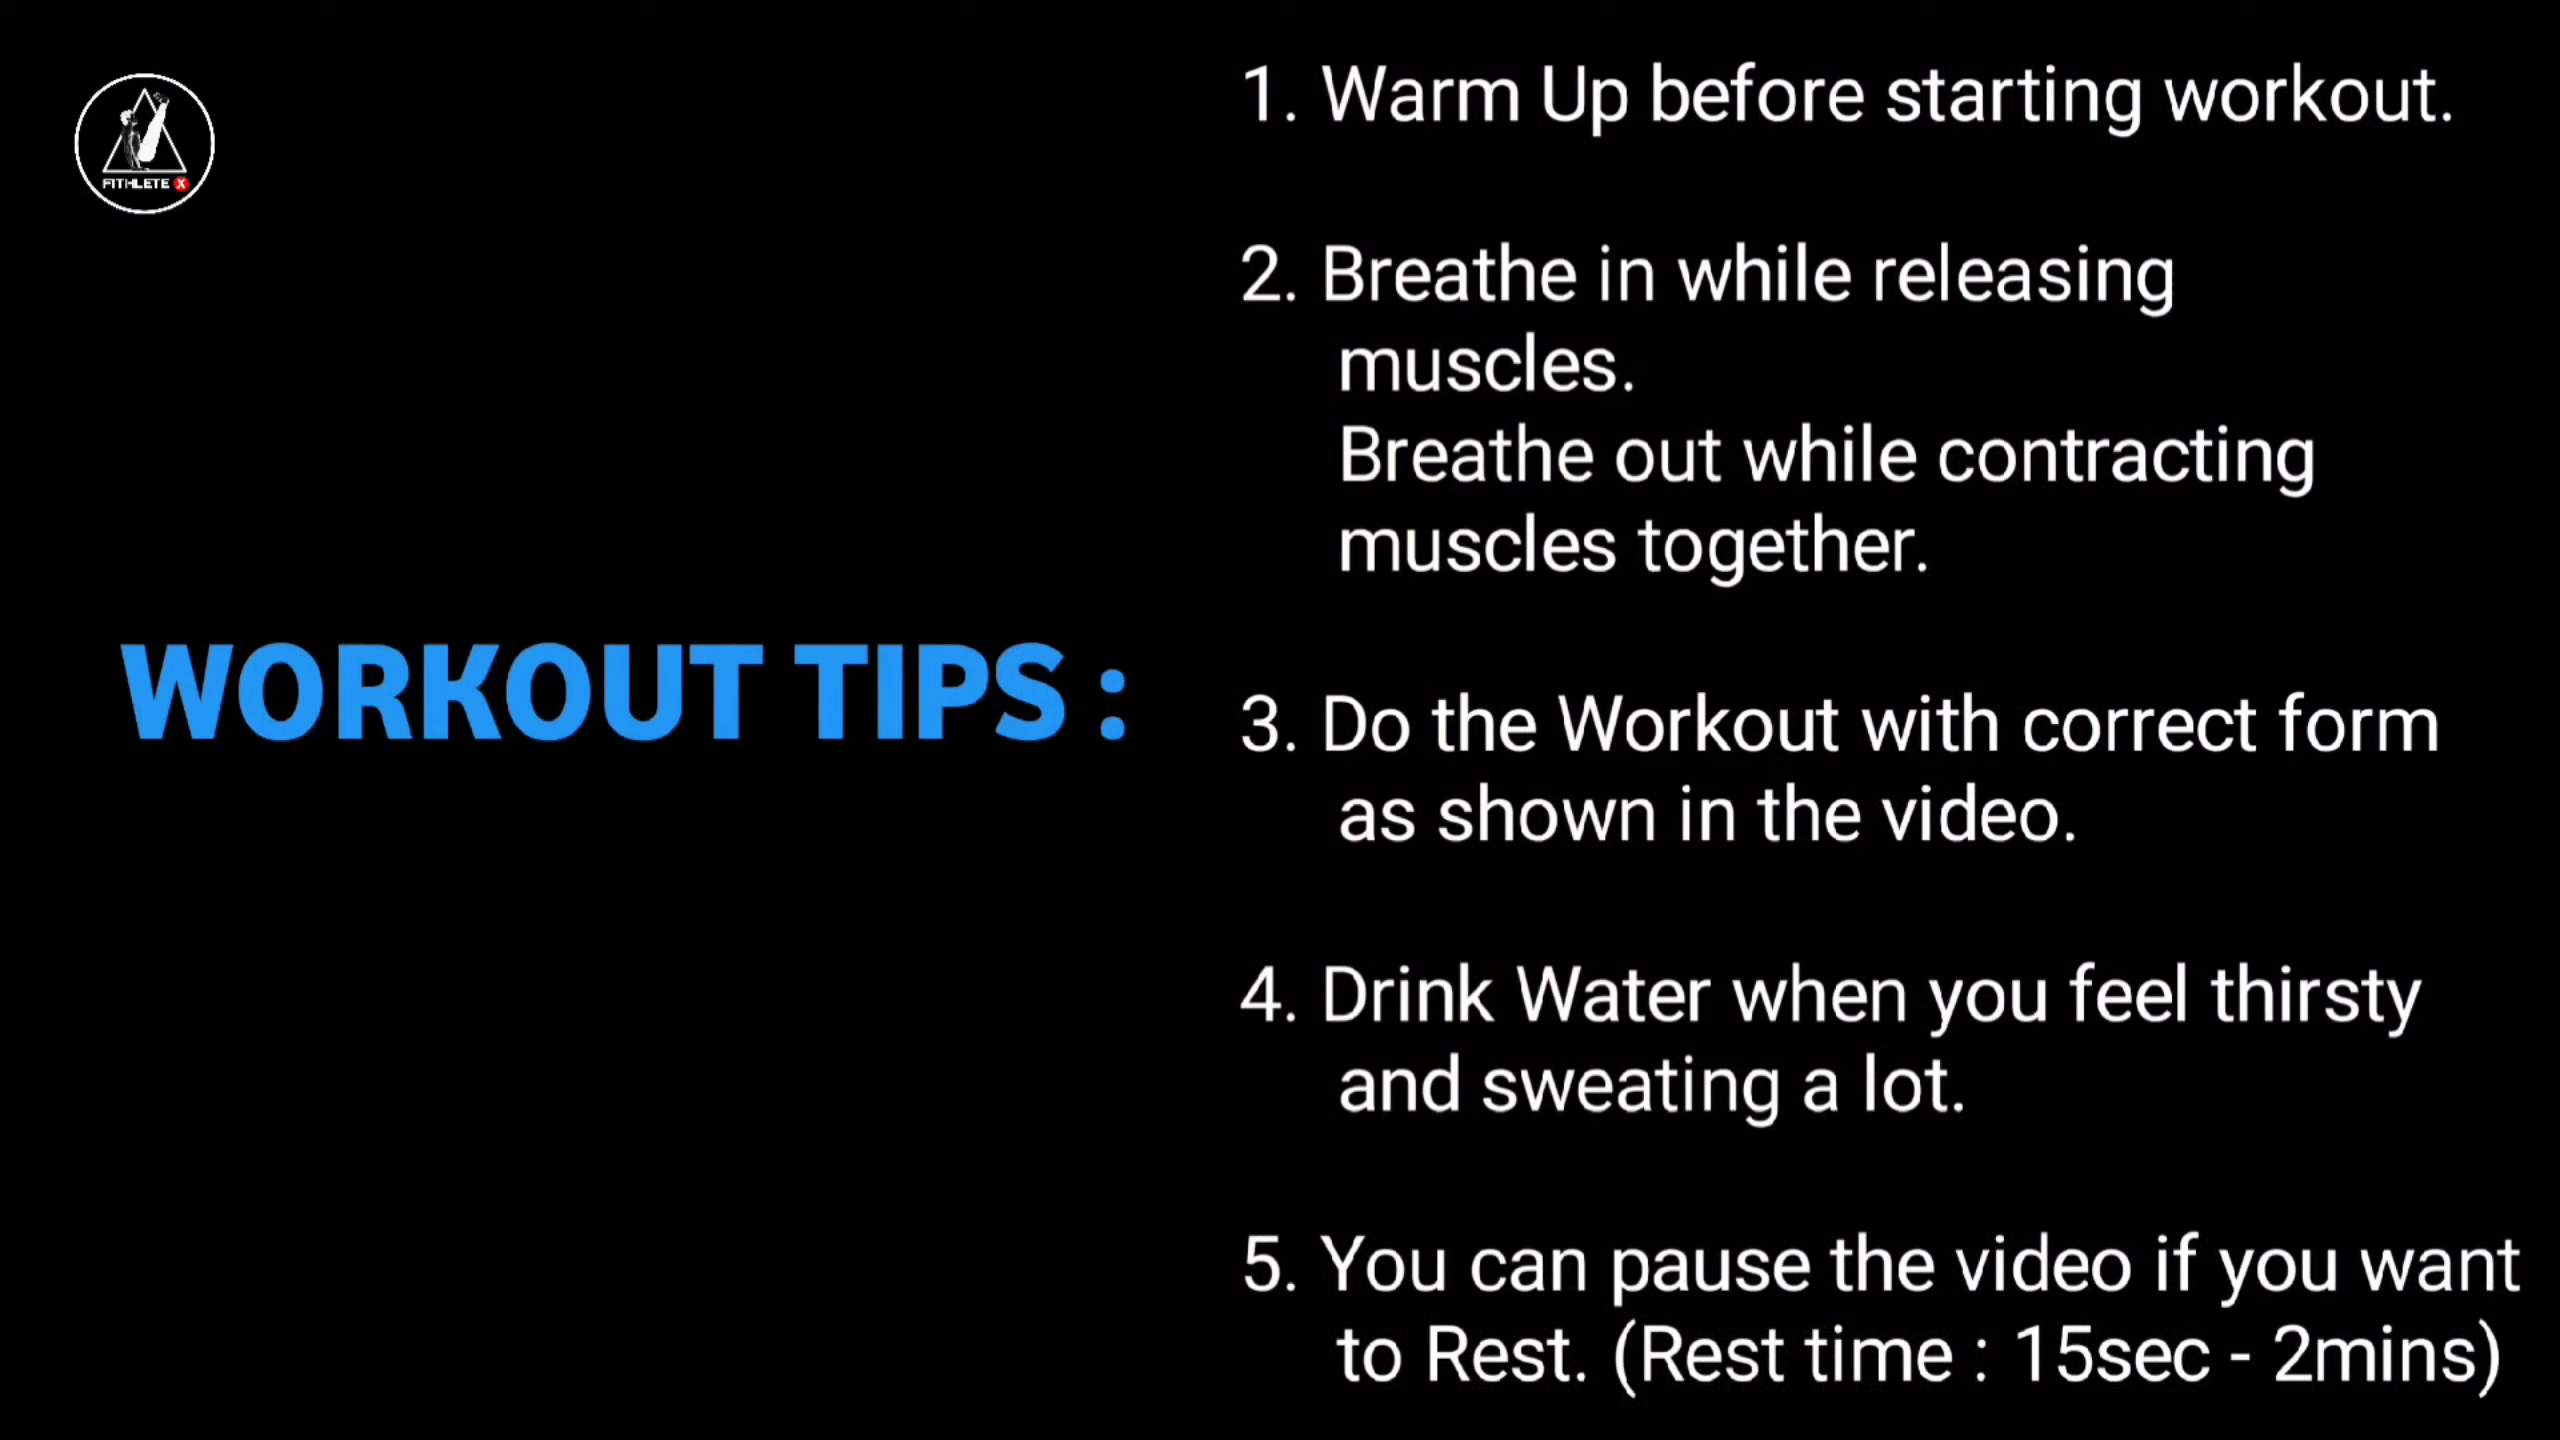 FITHLETE X
WORKOUT TIPS :
1. Warm Up before starting workout.
2. Breathe in while releasing
muscles.
Breathe out while contracting
muscles together.
3. Do the Workout with correct form
as shown in the video.
4. Drink Water when you feel thirsty
and sweating a lot.
5. You can pause the video if you want
to Rest. (Rest time : 15sec - 2mins)